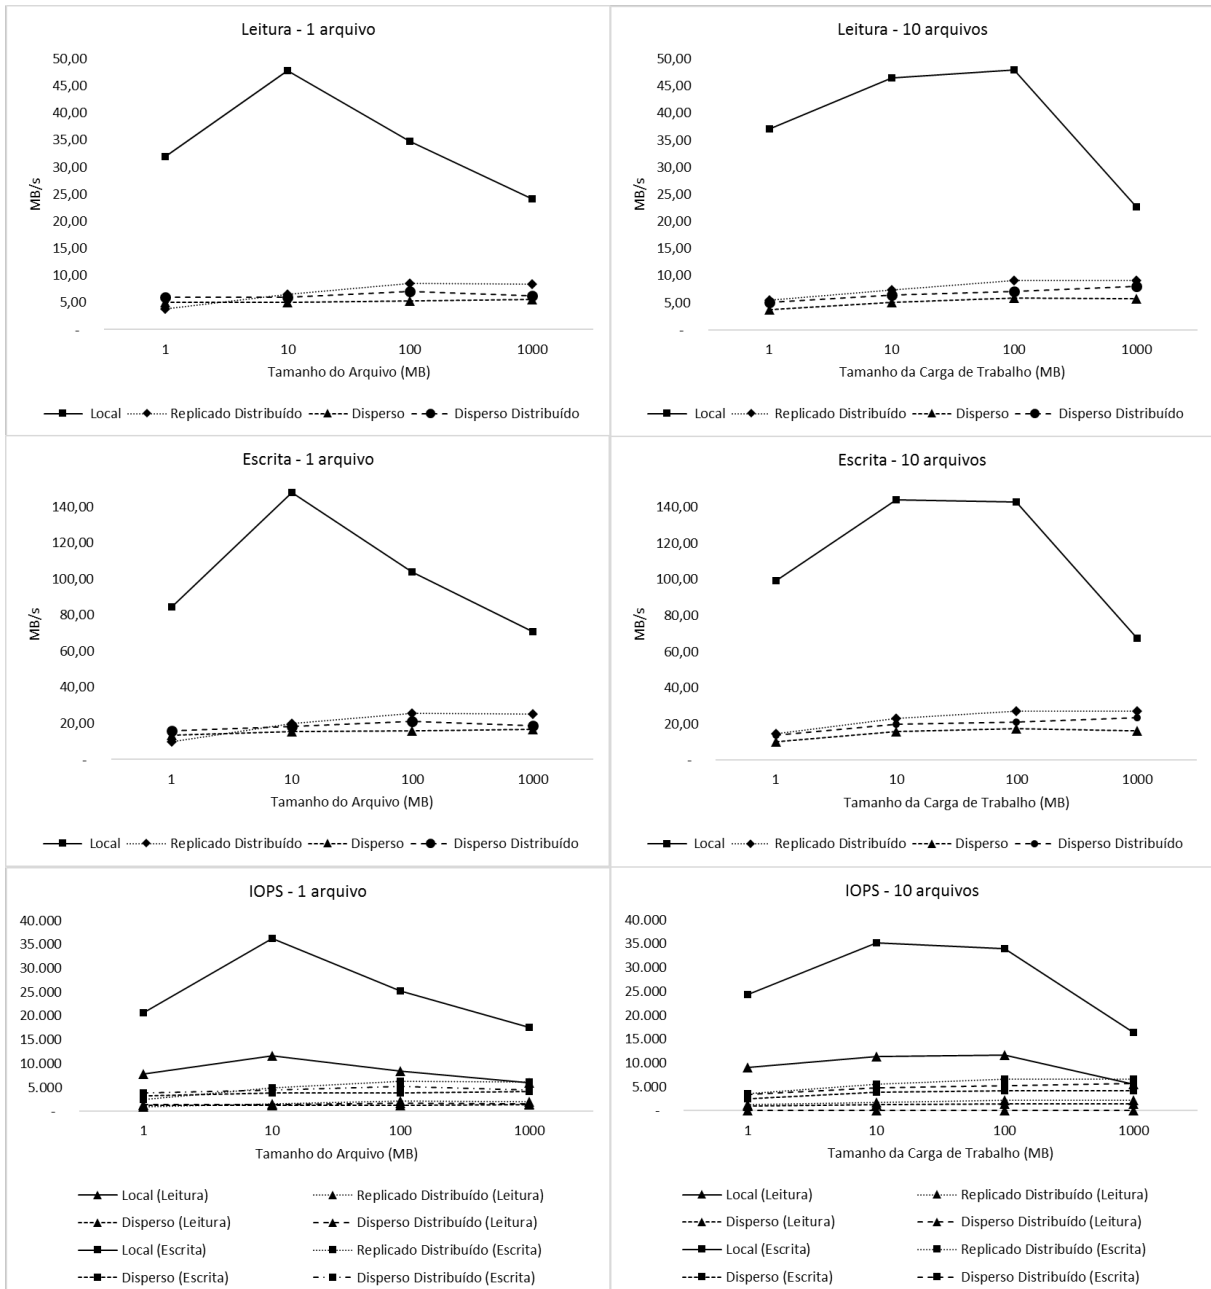 Leitura - 1 arquivo
50,00
45,00
40,00
35,00
30,00
25,00
20,00
15,00
10,00
5,00
-
MB/s
1 10 100 1000
Tamanho do Arquivo (MB)
Local Replicado Distribuído Disperso Disperso Distribuído
Leitura - 10 arquivos
50,00
45,00
40,00
35,00
30,00
25,00
20,00
15,00
10,00
5,00
-
MB/s
1 10 100 1000
Tamanho da Carga de Trabalho (MB)
Local Replicado Distribuído Disperso Disperso Distribuído
Escrita - 1 arquivo
140,00
120,00
100,00
80,00
60,00
40,00
20,00
-
MB/s
1 10 100 1000
Tamanho do Arquivo (MB)
Local Replicado Distribuído Disperso Disperso Distribuído
Escrita - 10 arquivos
140,00
120,00
100,00
80,00
60,00
40,00
20,00
-
MB/s
1 10 100 1000
Tamanho da Carga de Trabalho (MB)
Local Replicado Distribuído Disperso Disperso Distribuído
IOPS - 1 arquivo
40.000
35.000
30.000
25.000
20.000
15.000
10.000
5.000
-
1 10 100 1000
Tamanho do Arquivo (MB)
Local (Leitura) Replicado Distribuído (Leitura)
Disperso (Leitura) Disperso Distribuído (Leitura)
Local (Escrita) Replicado Distribuído (Escrita)
Disperso (Escrita) Disperso Distribuído (Escrita)
IOPS - 10 arquivos
40.000
35.000
30.000
25.000
20.000
15.000
10.000
5.000
-
1 10 100 1000
Tamanho da Carga de Trabalho (MB)
Local (Leitura) Replicado Distribuído (Leitura)
Disperso (Leitura) Disperso Distribuído (Leitura)
Local (Escrita) Replicado Distribuído (Escrita)
Disperso (Escrita) Disperso Distribuído (Escrita)